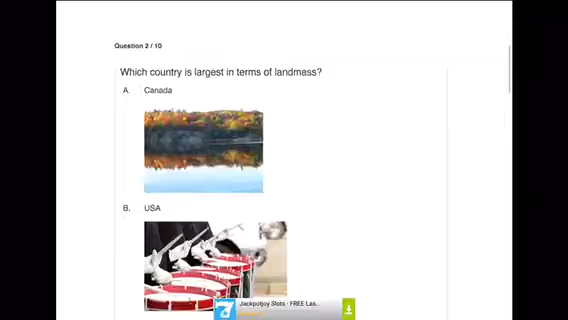 Question 2 / 10
Which country is largest in terms of landmass?
A. Canada
B. USA
Jackpotjoy Slots - FREE Las...